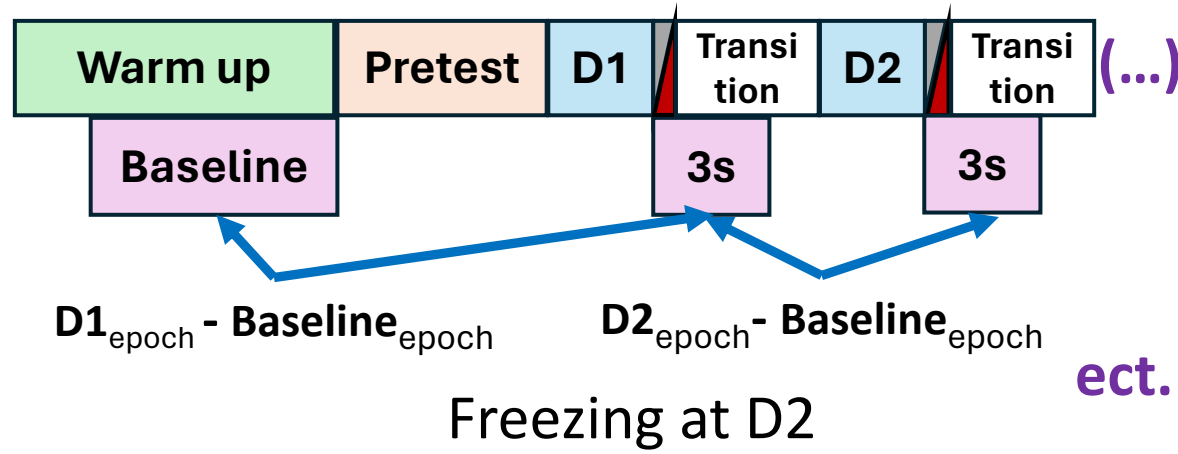 Warm up Pretest D1 Transi D2 Transi (...)
tion tion
Baseline 3s 3s
D1epoch - Baselineepoch D2epoch- Baselineepoch
ect.
Freezing at D2